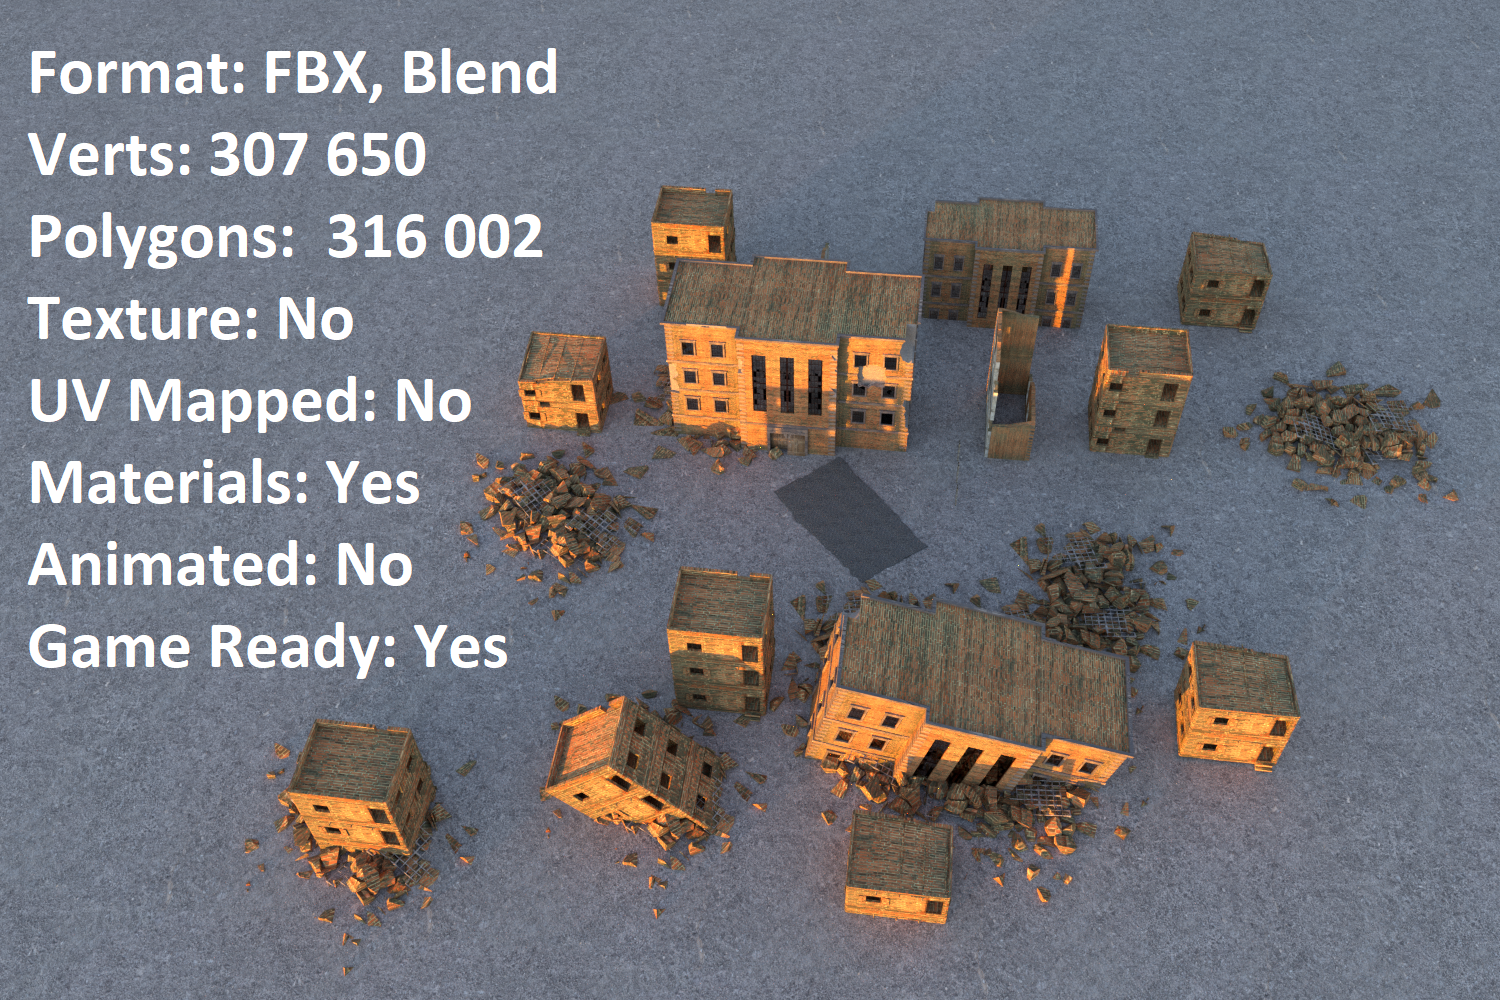 Format: FBX, Blend
Verts: 307 650
Polygons:  316 002
Texture: No
UV Mapped: No
Materials: Yes
Animated: No
Game Ready: Yes